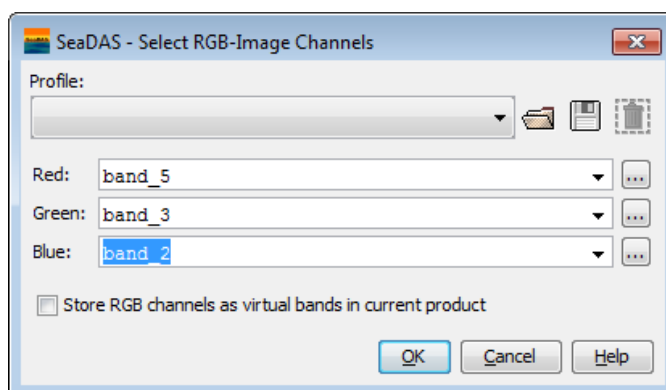 SeaDAS - Select RGB-Image Channels
Profile:
Red: band_5 ...
Green: band_3 ...
Blue: band_2 ...
Store RGB channels as virtual bands in current product
OK Cancel Help